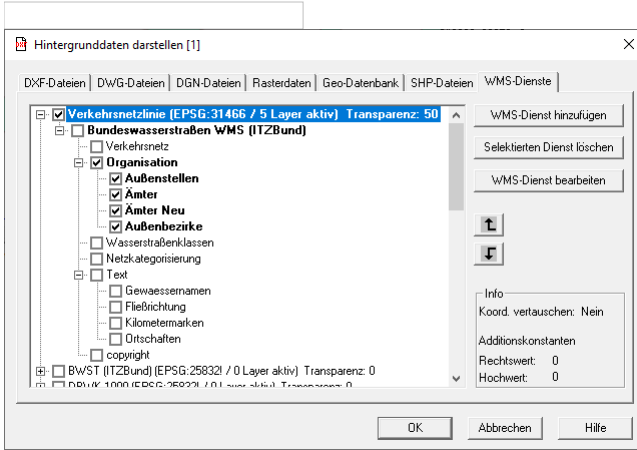 Hintergrunddaten darstellen [1]
DXF-Dateien DWG-Dateien DGN-Dateien Rasterdaten Geo-Datenbank SHP-Dateien WMS-Dienste
Verkehrsnetzlinie (EPSG:31466 / 5 Layer aktiv) Transparenz: 50
Bundeswasserstraßen WMS (ITZBund)
Verkehrsnetz
Organisation
Außenstellen
Ämter
Ämter Neu
Außenbezirke
Wasserstraßenklassen
Netzkategorisierung
Text
Gewaessernamen
Fließrichtung
Kilometermarken
Ortschaften
copyright
BWST (ITZBund) (EPSG:25832! / 0 Layer aktiv) Transparenz: 0
WMS-Dienst hinzufügen
Selektierten Dienst löschen
WMS-Dienst bearbeiten
Info
Koord. vertauschen: Nein
Additionskonstanten
Rechtswert: 0
Hochwert: 0
OK Abbrechen Hilfe